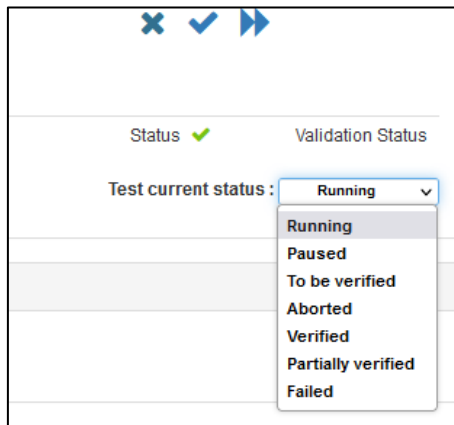 Status Validation Status
Test current status : Running
Running
Paused
To be verified
Aborted
Verified
Partially verified
Failed